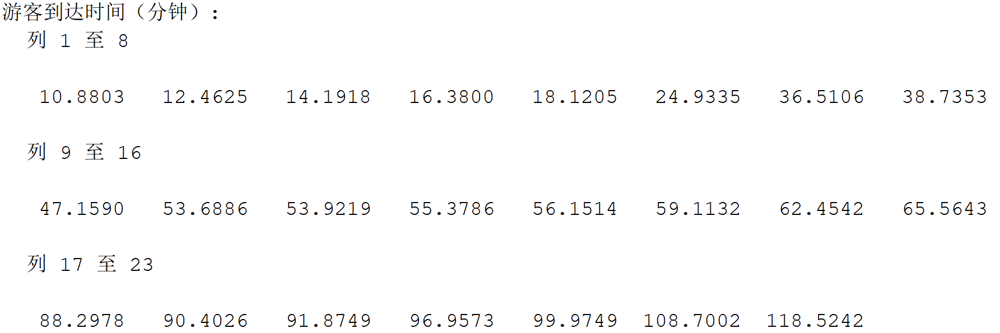 游客到达时间（分钟）：
列 1 至 8
10.8803 12.4625 14.1918 16.3800 18.1205 24.9335 36.5106 38.7353
列 9 至 16
47.1590 53.6886 53.9219 55.3786 56.1514 59.1132 62.4542 65.5643
列 17 至 23
88.2978 90.4026 91.8749 96.9573 99.9749 108.7002 118.5242